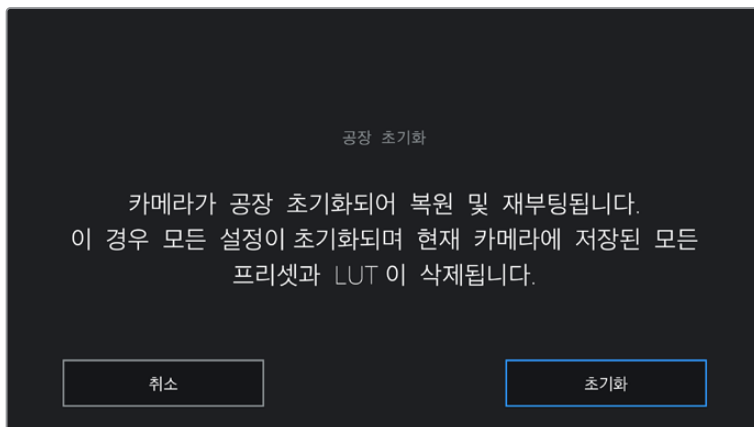 공장 초기화
카메라가 공장 초기화되어 복원 및 재부팅됩니다.
이 경우 모든 설정이 초기화되며 현재 카메라에 저장된 모든
프리셋과 LUT 이 삭제됩니다.
취소
초기화